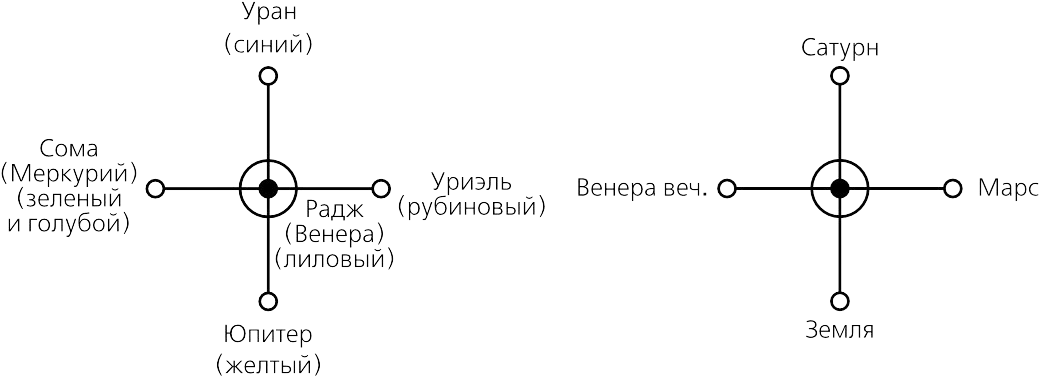 Уран
(синий)
Сома
(Меркурий)
(зеленый
и голубой)
Уриэль
(рубиновый)
Радж
(Венера)
(лиловый)
Юпитер
(желтый)
Сатурн
Венера веч.
Марс
Земля